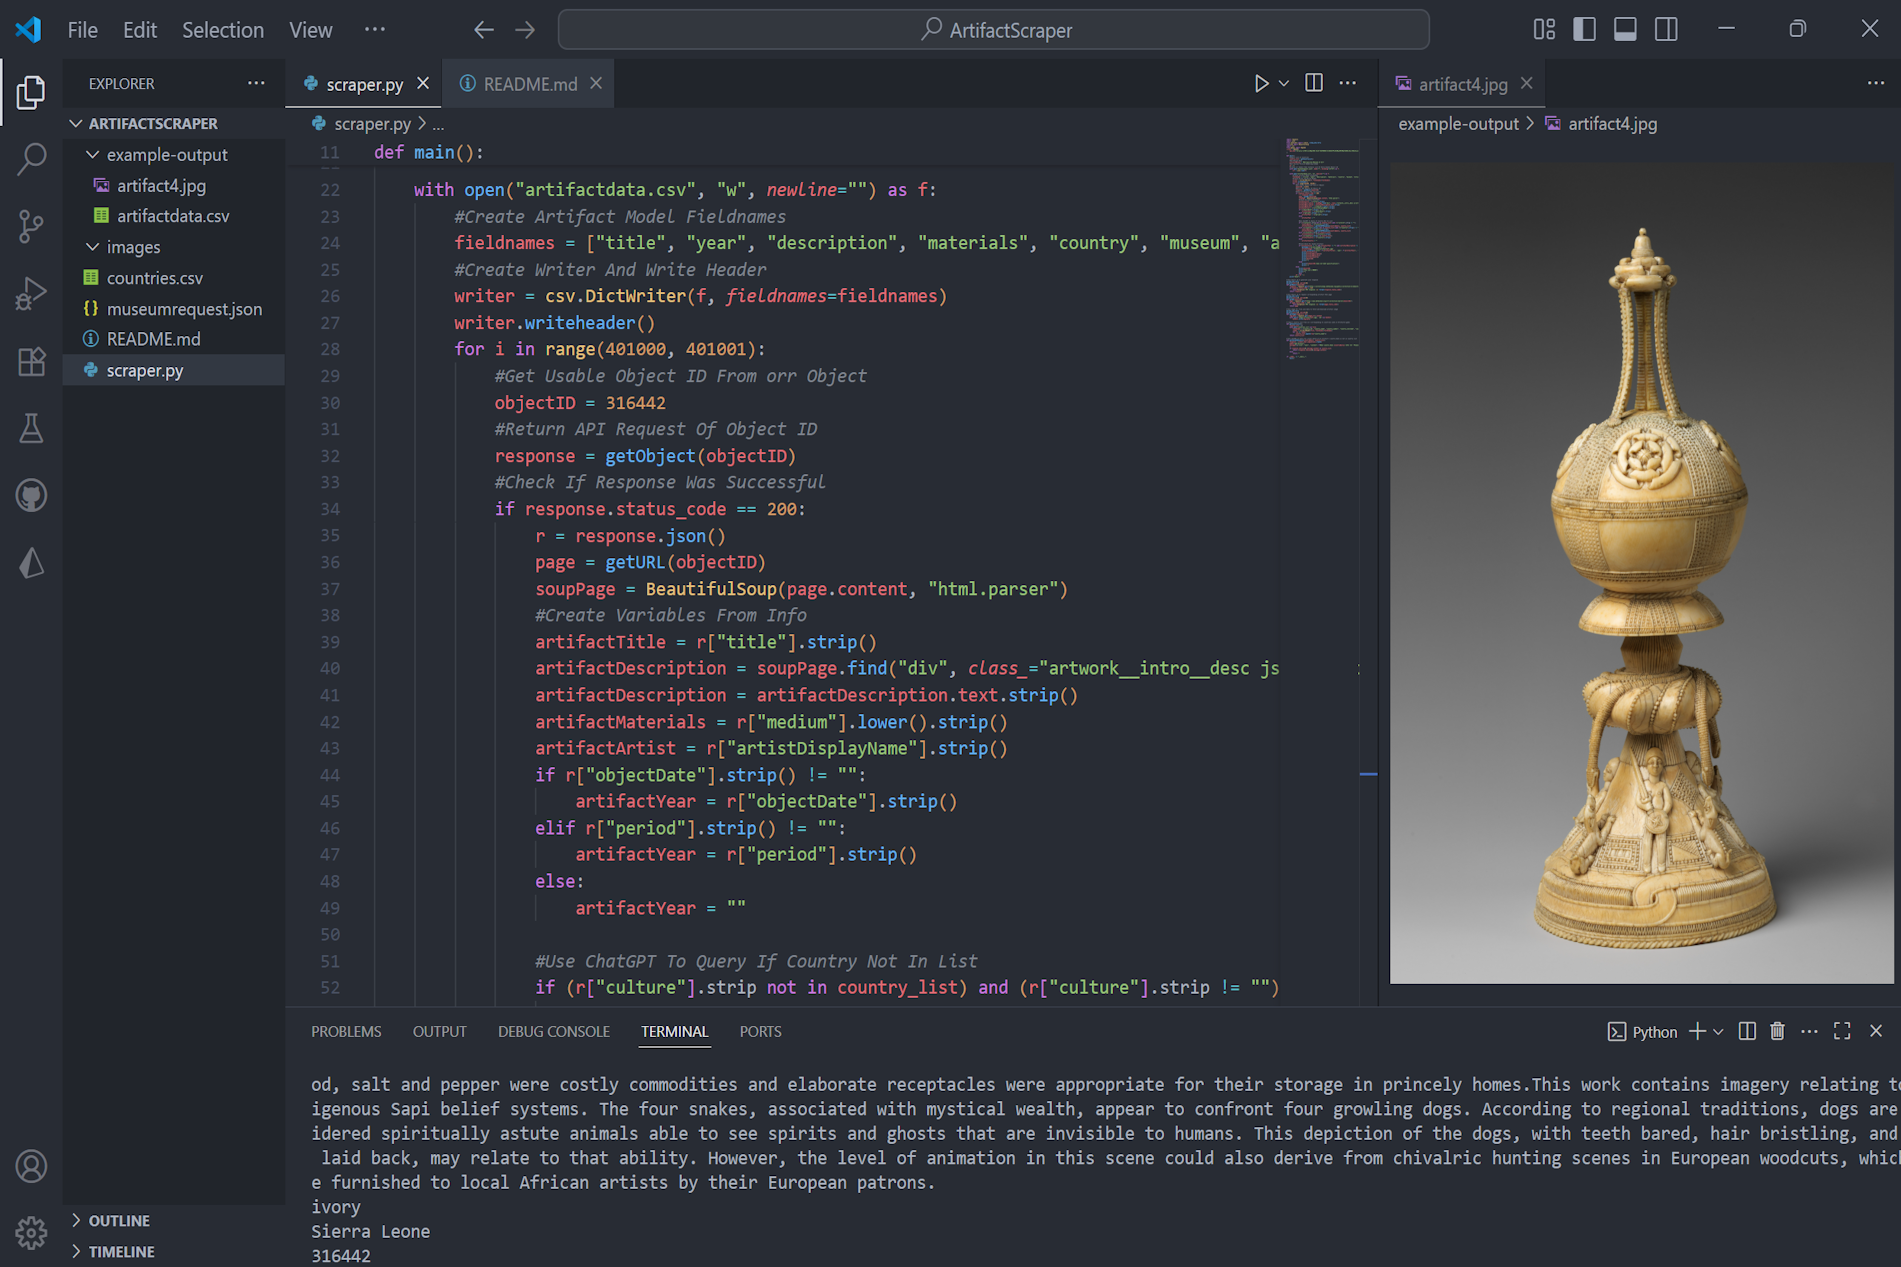 File Edit Selection View ··· ArtifactScraper
EXPLORER ···
ARTIFACTSCRAPER
example-output
artifact4.jpg
artifactdata.csv
images
countries.csv
museumrequest.json
README.md
scraper.py
OUTLINE
TIMELINE
scraper.py README.md
scraper.py > ...
11 def main():
22 with open("artifactdata.csv", "w", newline="") as f:
23 #Create Artifact Model Fieldnames
24 fieldnames = ["title", "year", "description", "materials", "country", "museum", "a
25 #Create Writer And Write Header
26 writer = csv.DictWriter(f, fieldnames=fieldnames)
27 writer.writeheader()
28 for i in range(401000, 401001):
29 #Get Usable Object ID From orr Object
30 objectID = 316442
31 #Return API Request Of Object ID
32 response = getObject(objectID)
33 #Check If Response Was Successful
34 if response.status_code == 200:
35 r = response.json()
36 page = getURL(objectID)
37 soupPage = BeautifulSoup(page.content, "html.parser")
38 #Create Variables From Info
39 artifactTitle = r["title"].strip()
40 artifactDescription = soupPage.find("div", class_="artwork__intro__desc js
41 artifactDescription = artifactDescription.text.strip()
42 artifactMaterials = r["medium"].lower().strip()
43 artifactArtist = r["artistDisplayName"].strip()
44 if r["objectDate"].strip() != "":
45 artifactYear = r["objectDate"].strip()
46 elif r["period"].strip() != "":
47 artifactYear = r["period"].strip()
48 else:
49 artifactYear = ""
50
51 #Use ChatGPT To Query If Country Not In List
52 if (r["culture"].strip not in country_list) and (r["culture"].strip != "")
artifact4.jpg
example-output > artifact4.jpg
PROBLEMS OUTPUT DEBUG CONSOLE TERMINAL PORTS Python
od, salt and pepper were costly commodities and elaborate receptacles were appropriate for their storage in princely homes.This work contains imagery relating to
igenous Sapi belief systems. The four snakes, associated with mystical wealth, appear to confront four growling dogs. According to regional traditions, dogs are
idered spiritually astute animals able to see spirits and ghosts that are invisible to humans. This depiction of the dogs, with teeth bared, hair bristling, and
laid back, may relate to that ability. However, the level of animation in this scene could also derive from chivalric hunting scenes in European woodcuts, which
e furnished to local African artists by their European patrons.
ivory
Sierra Leone
316442